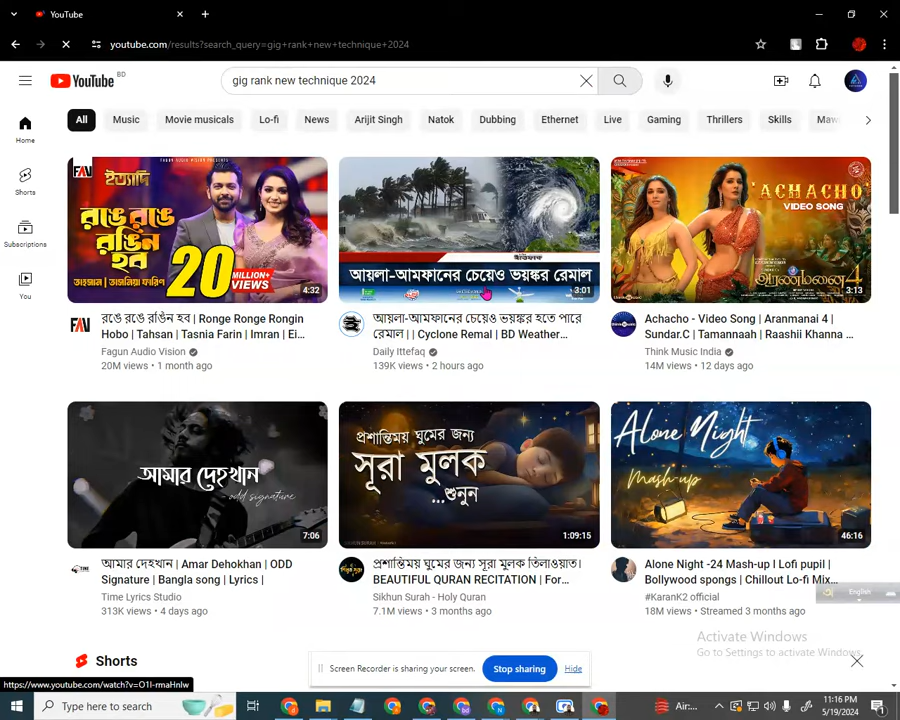 YouTube
youtube.com/results?search_query=gig+rank+new+technique+2024
YouTube BD
gig rank new technique 2024
All
Music
Movie musicals
Lo-fi
News
Arijit Singh
Natok
Dubbing
Ethernet
Live
Gaming
Thrillers
Skills
Maw
Home
Shorts
Subscriptions
You
FAV
ইত্যাদি
রঙে রঙে
রঙিন
হব
20 MILLION+
VIEWS
তাহসান | তাসনিয়া ফারিণ
4:32
আয়লা-আমফানের চেয়েও ভয়ঙ্কর রেমাল
3:01
'ACHACHO'
VIDEO SONG
3:13
রঙে রঙে রঙিন হব | Ronge Ronge Rongin
Hobo | Tahsan | Tasnia Farin | Imran | Ei...
Fagun Audio Vision
20M views • 1 month ago
আয়লা-আমফানের চেয়েও ভয়ঙ্কর হতে পারে
রেমাল | | Cyclone Remal | BD Weather...
Daily Ittefaq
139K views • 2 hours ago
Achacho - Video Song | Aranmanai 4 |
Sundar.C | Tamannaah | Raashii Khanna ...
Think Music India
14M views • 12 days ago
আমার দেহখান
- odd signature
7:06
প্রশান্তিময় ঘুমের জন্য
সূরা মুলক
...শুনুন
1:09:15
Alone Night
Mash-up
46:16
আমার দেহখান | Amar Dehokhan | ODD
Signature | Bangla song | Lyrics |
Time Lyrics Studio
313K views • 4 days ago
প্রশান্তিময় ঘুমের জন্য সূরা মুলক তিলাওয়াত।
BEAUTIFUL QURAN RECITATION | For...
Sikhun Surah - Holy Quran
7.1M views • 3 months ago
Alone Night -24 Mash-up l Lofi pupil |
Bollywood spongs | Chillout Lo-fi Mix...
#KaranK2 official
18M views • Streamed 3 months ago
English
Activate Windows
Go to Settings to activate Windows.
Shorts
Screen Recorder is sharing your screen.
Stop sharing
Hide
https://www.youtube.com/watch?v=O1I-rmaHnlw
Type here to search
Air:...
11:16 PM
5/19/2024